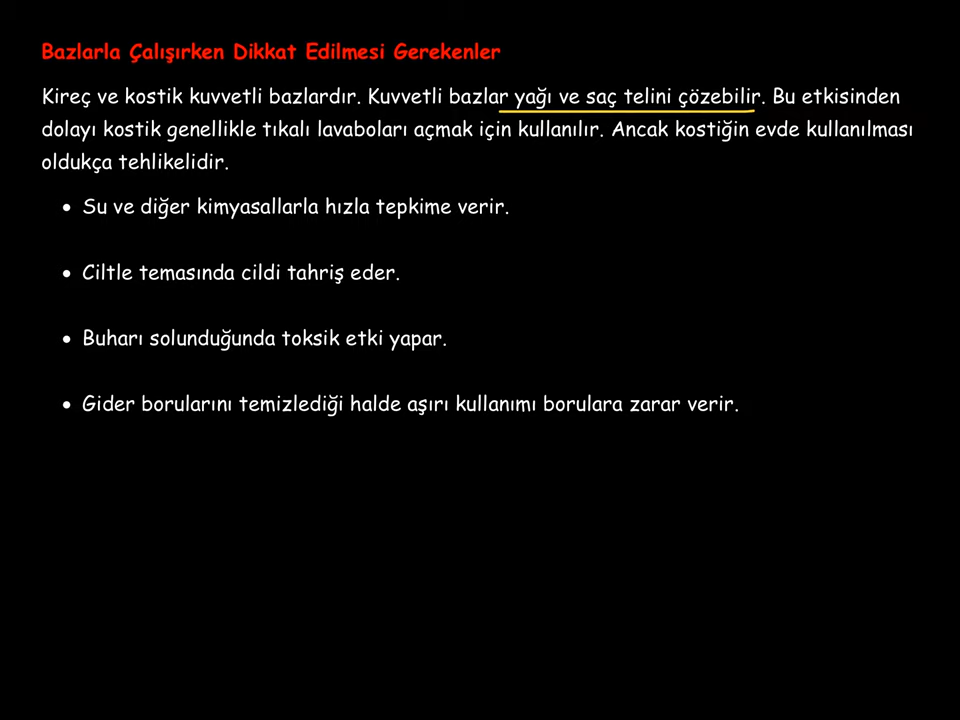 Bazlarla Çalışırken Dikkat Edilmesi Gerekenler
Kireç ve kostik kuvvetli bazlardır. Kuvvetli bazlar yağı ve saç telini çözebilir. Bu etkisinden
dolayı kostik genellikle tıkalı lavaboları açmak için kullanılır. Ancak kostiğin evde kullanılması
oldukça tehlikelidir.
• Su ve diğer kimyasallarla hızla tepkime verir.
• Ciltle temasında cildi tahriş eder.
• Buharı solunduğunda toksik etki yapar.
• Gider borularını temizlediği halde aşırı kullanımı borulara zarar verir.